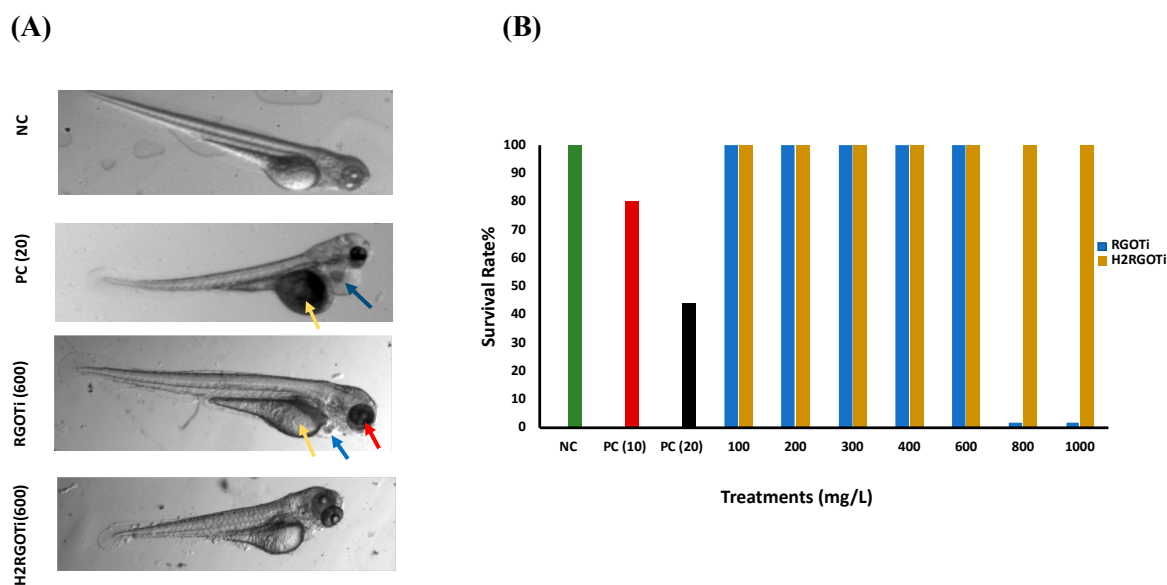 (A)
(B)
NC
PC (20)
RGOTi (600)
H2RGOTi(600)
Survival Rate%
100
90
80
70
60
50
40
30
20
10
0
NC PC (10) PC (20) 100 200 300 400 600 800 1000
Treatments (mg/L)
RGOTi
H2RGOTi